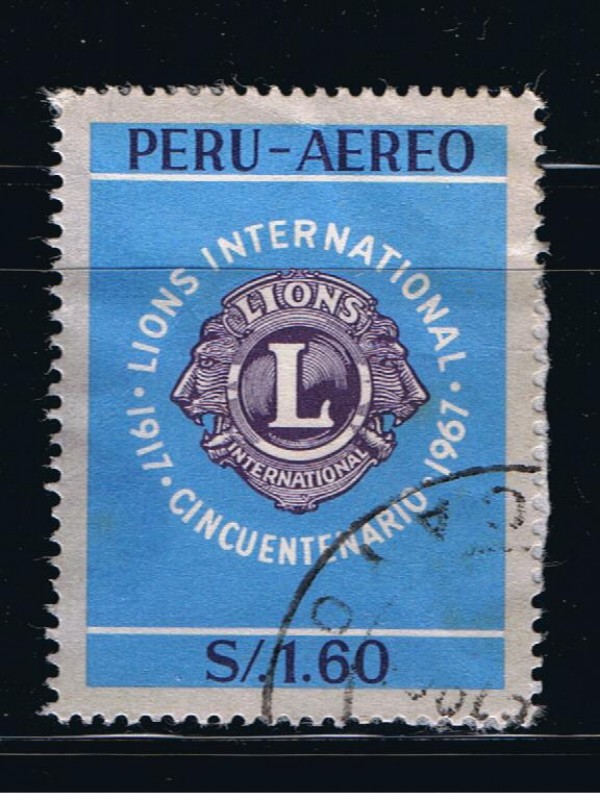 PERU-AEREO
LIONS INTERNATIONAL
1917 · CINCUENTENARIO · 1967
LIONS
L
INTERNATIONAL
S/.1.60